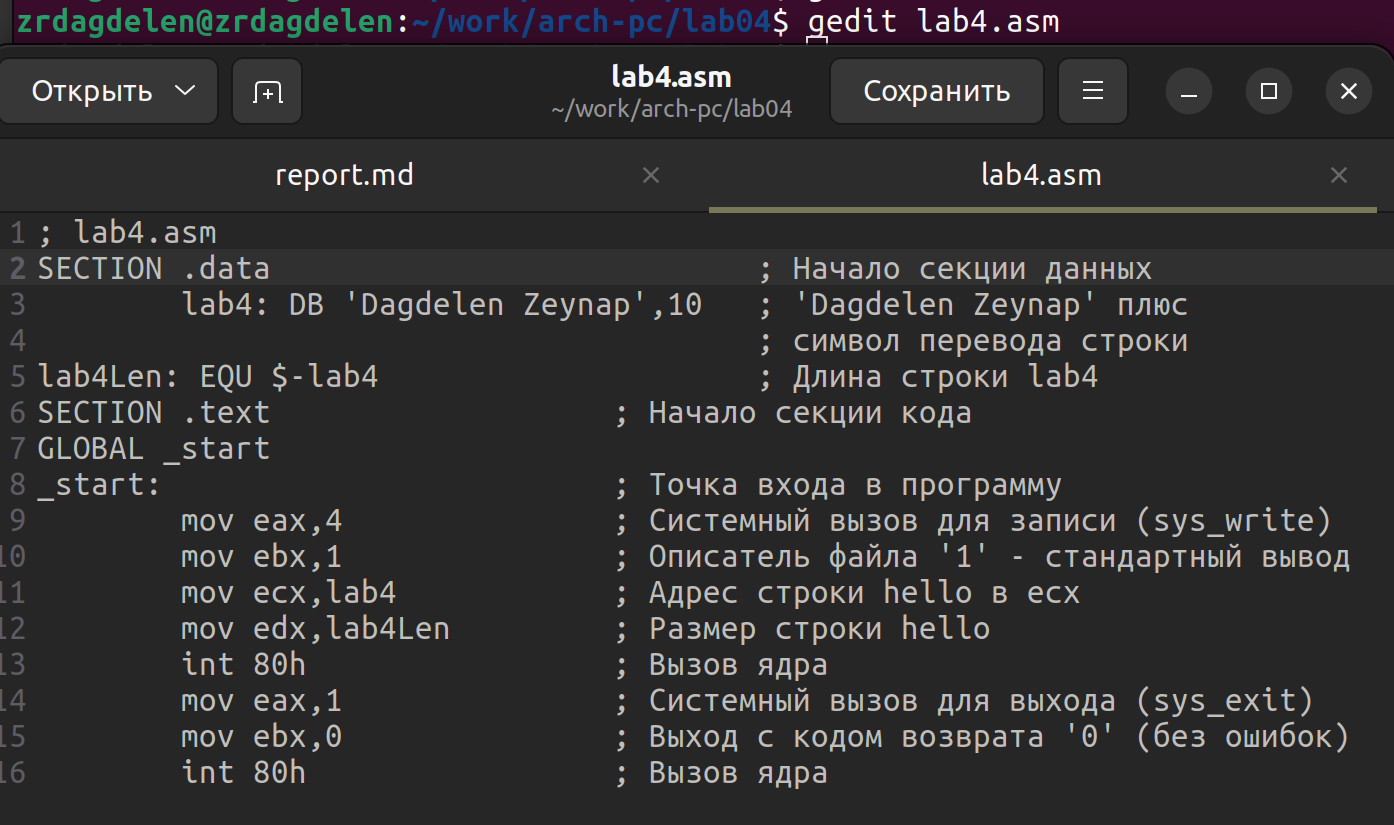 zrdagdelen@zrdagdelen:~/work/arch-pc/lab04$ gedit lab4.asm
Открыть
lab4.asm
~/work/arch-pc/lab04
Сохранить
report.md
lab4.asm
1 ; lab4.asm
2 SECTION .data ; Начало секции данных
3 lab4: DB 'Dagdelen Zeynap',10 ; 'Dagdelen Zeynap' плюс
4 ; символ перевода строки
5 lab4Len: EQU $-lab4 ; Длина строки lab4
6 SECTION .text ; Начало секции кода
7 GLOBAL _start
8 _start: ; Точка входа в программу
9 mov eax,4 ; Системный вызов для записи (sys_write)
10 mov ebx,1 ; Описатель файла '1' - стандартный вывод
11 mov ecx,lab4 ; Адрес строки hello в ecx
12 mov edx,lab4Len ; Размер строки hello
13 int 80h ; Вызов ядра
14 mov eax,1 ; Системный вызов для выхода (sys_exit)
15 mov ebx,0 ; Выход с кодом возврата '0' (без ошибок)
16 int 80h ; Вызов ядра